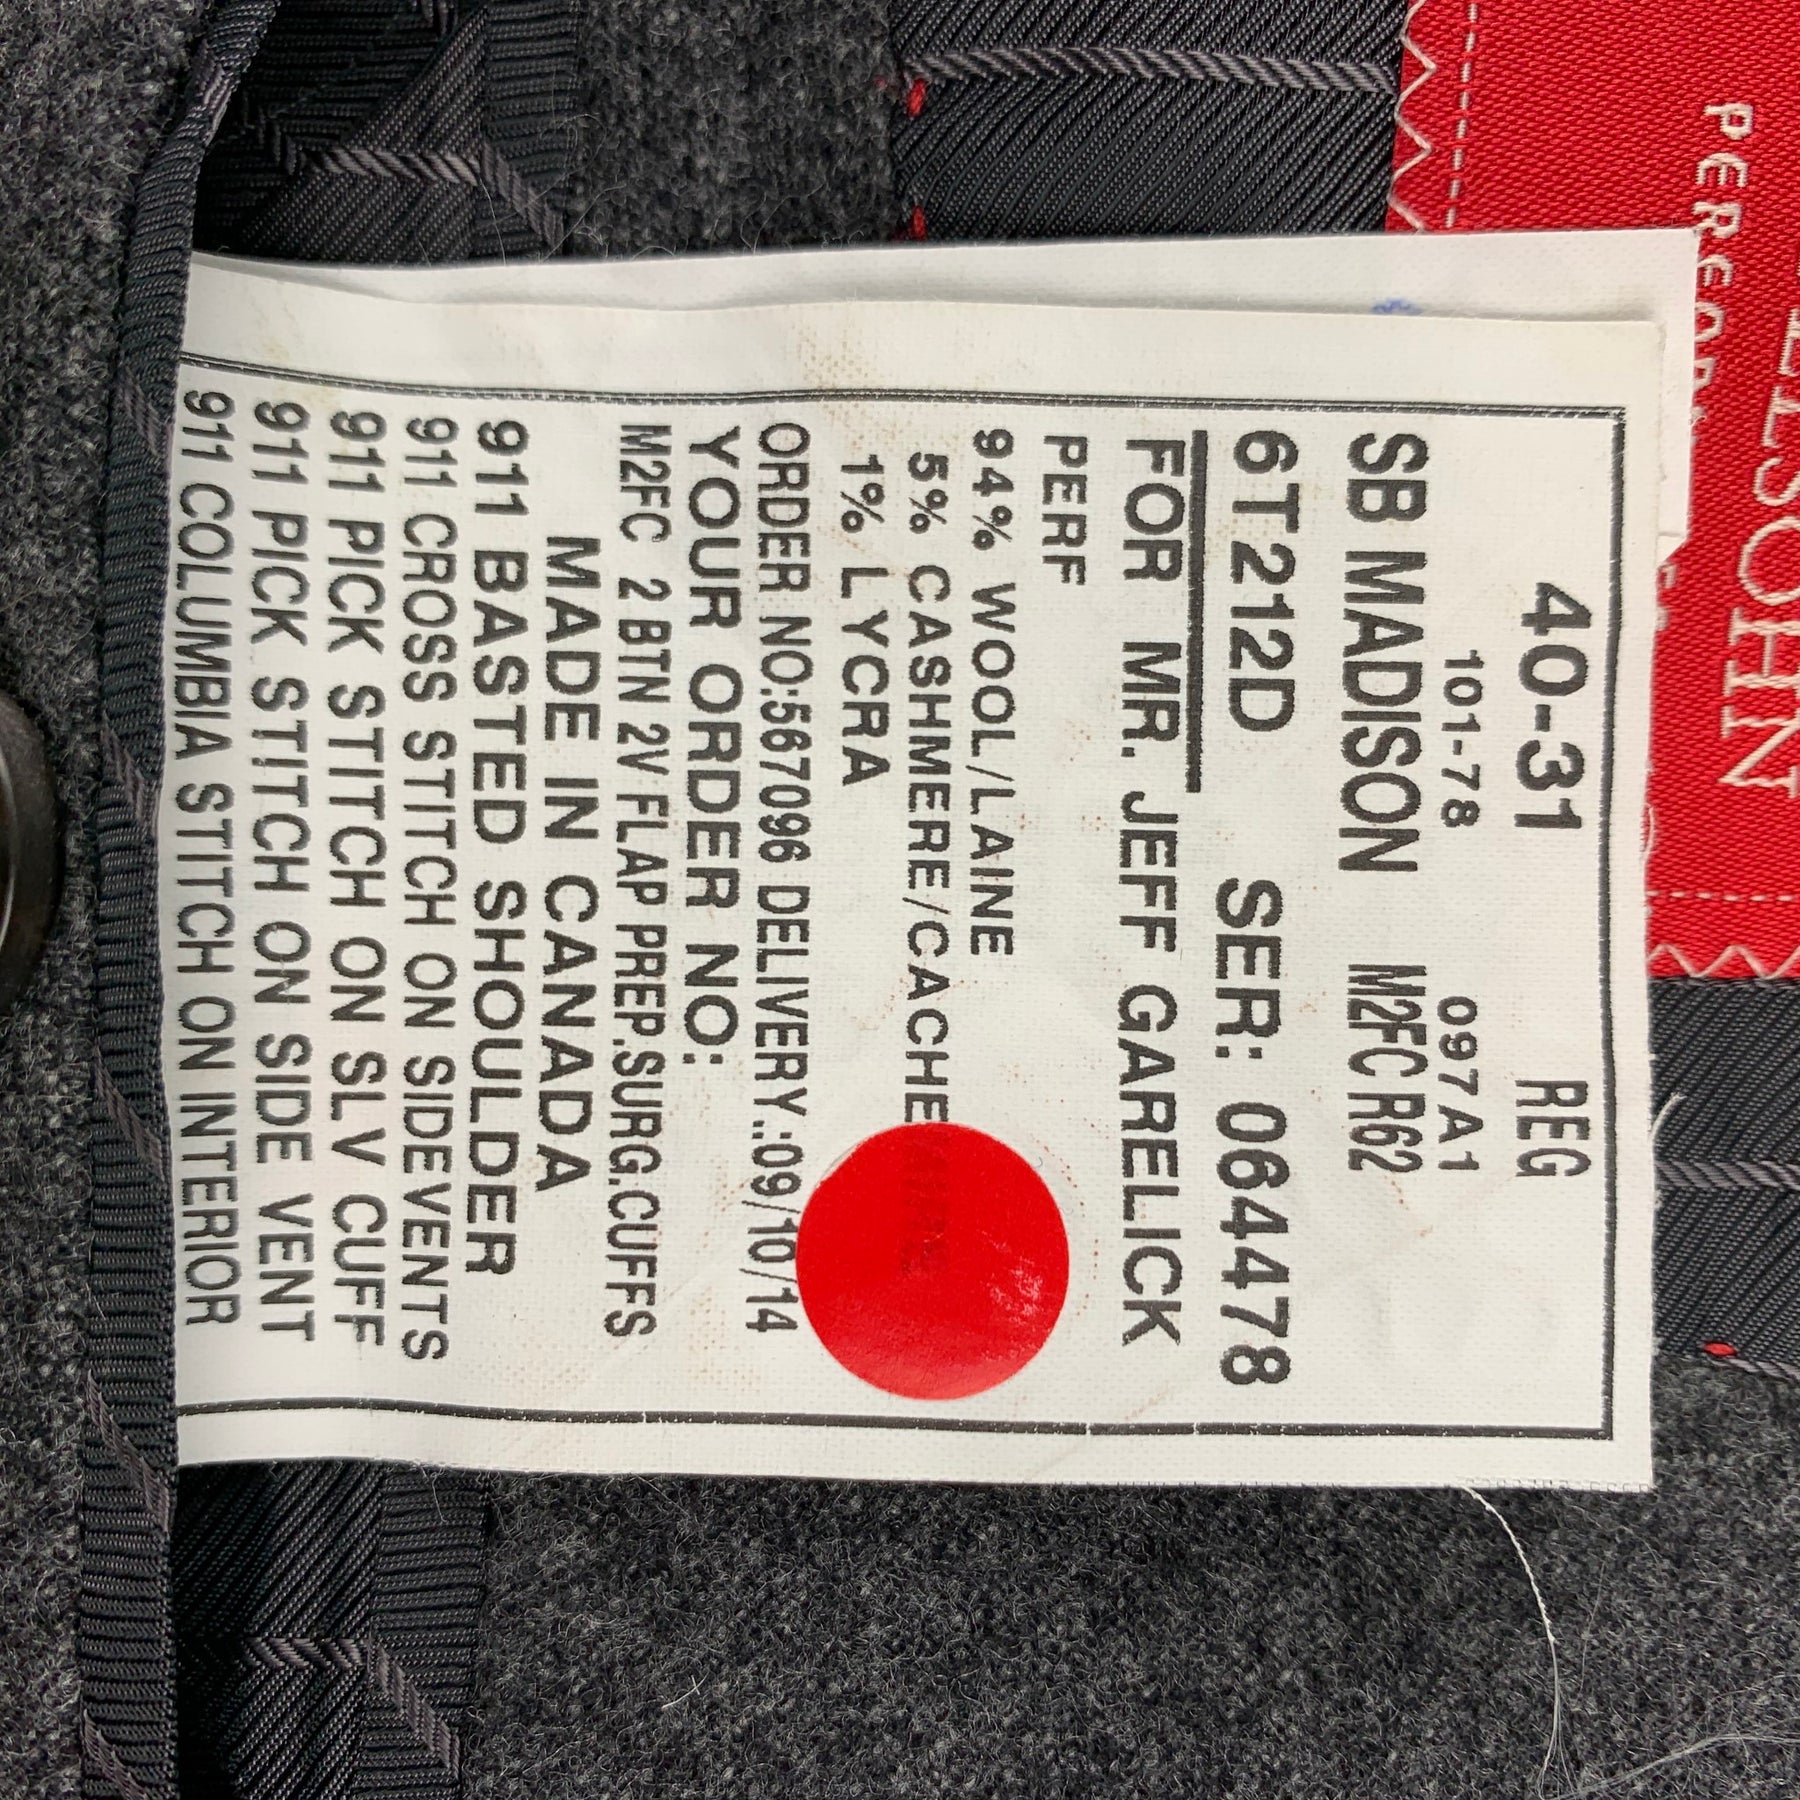 40-31 REG
101-78 097A1
SB MADISON M2FC R62
6T212D SER: 064478
FOR MR. JEFF GARELICK
PERF
94% WOOL/LAINE
5% CASHMERE/CACHEMIRE
1% LYCRA
ORDER NO:567096 DELIVERY.:09/10/14
YOUR ORDER NO:
M2FC 2 BTN 2V FLAP PREP.SURG.CUFFS
MADE IN CANADA
911 BASTED SHOULDER
911 CROSS STITCH ON SIDEVENTS
911 PICK STITCH ON SLV CUFF
911 PICK STITCH ON SIDE VENT
911 COLUMBIA STITCH ON INTERIOR